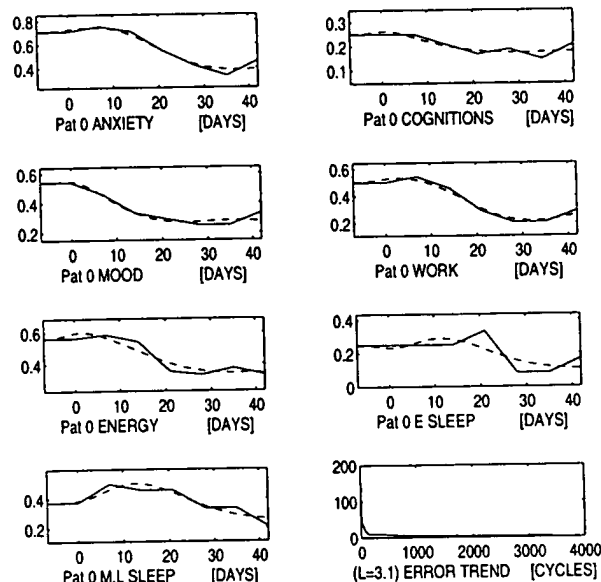 0.8
0.6
0.4
0 10 20 30 40
Pat 0 ANXIETY [DAYS]
0.3
0.2
0.1
0 10 20 30 40
Pat 0 COGNITIONS [DAYS]
0.6
0.4
0.2
0 10 20 30 40
Pat 0 MOOD [DAYS]
0.6
0.4
0.2
0 10 20 30 40
Pat 0 WORK [DAYS]
0.6
0.4
0 10 20 30 40
Pat 0 ENERGY [DAYS]
0.4
0.2
0
0 10 20 30 40
Pat 0 E SLEEP [DAYS]
0.4
0.2
0 10 20 30 40
Pat 0 M,L SLEEP [DAYS]
200
100
0
0 1000 2000 3000 4000
(L=3.1) ERROR TREND [CYCLES]